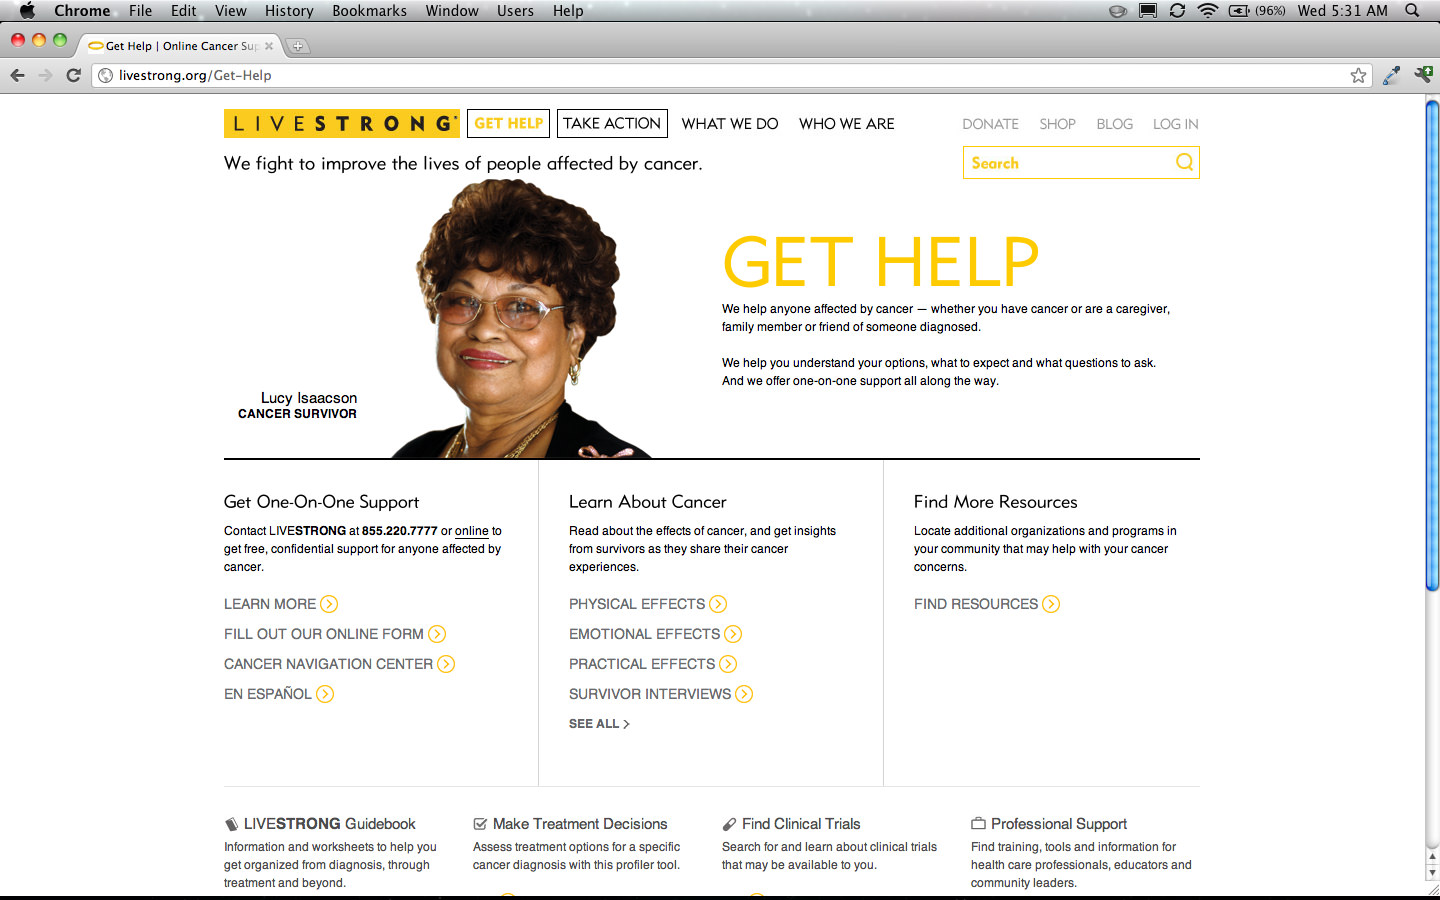 Chrome File Edit View History Bookmarks Window Users Help (96%) Wed 5:31 AM
Get Help | Online Cancer Sup
livestrong.org/Get-Help
LIVESTRONG GET HELP TAKE ACTION WHAT WE DO WHO WE ARE DONATE SHOP BLOG LOG IN
We fight to improve the lives of people affected by cancer.
Search
GET HELP
We help anyone affected by cancer — whether you have cancer or are a caregiver,
family member or friend of someone diagnosed.
We help you understand your options, what to expect and what questions to ask.
And we offer one-on-one support all along the way.
Lucy Isaacson
CANCER SURVIVOR
Get One-On-One Support
Contact LIVESTRONG at 855.220.7777 or online to
get free, confidential support for anyone affected by
cancer.
LEARN MORE
FILL OUT OUR ONLINE FORM
CANCER NAVIGATION CENTER
EN ESPAÑOL
Learn About Cancer
Read about the effects of cancer, and get insights
from survivors as they share their cancer
experiences.
PHYSICAL EFFECTS
EMOTIONAL EFFECTS
PRACTICAL EFFECTS
SURVIVOR INTERVIEWS
SEE ALL >
Find More Resources
Locate additional organizations and programs in
your community that may help with your cancer
concerns.
FIND RESOURCES
LIVESTRONG Guidebook
Information and worksheets to help you
get organized from diagnosis, through
treatment and beyond.
Make Treatment Decisions
Assess treatment options for a specific
cancer diagnosis with this profiler tool.
Find Clinical Trials
Search for and learn about clinical trials
that may be available to you.
Professional Support
Find training, tools and information for
health care professionals, educators and
community leaders.